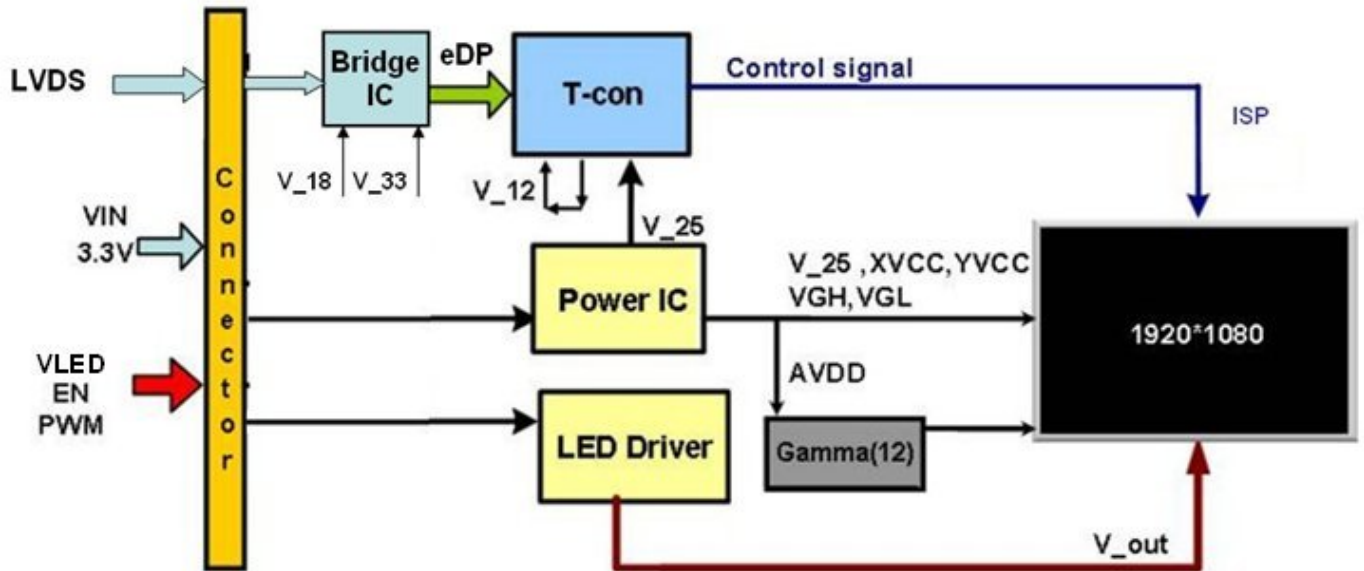 LVDS
Bridge
IC
eDP
T-con
Control signal
ISP
V_18
V_33
V_12
V_25
Connector
VIN
3.3V
Power IC
V_25 ,XVCC,YVCC
VGH,VGL
1920*1080
AVDD
VLED
EN
PWM
LED Driver
Gamma(12)
V_out